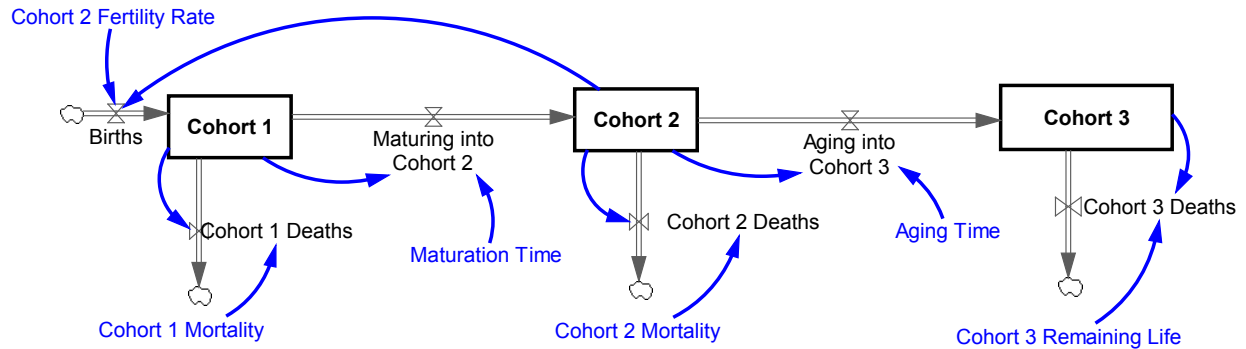 Cohort 2 Fertility Rate
Births
Cohort 1
Maturing into
Cohort 2
Cohort 2
Aging into
Cohort 3
Cohort 3
Cohort 1 Deaths
Maturation Time
Cohort 2 Deaths
Aging Time
Cohort 3 Deaths
Cohort 1 Mortality
Cohort 2 Mortality
Cohort 3 Remaining Life